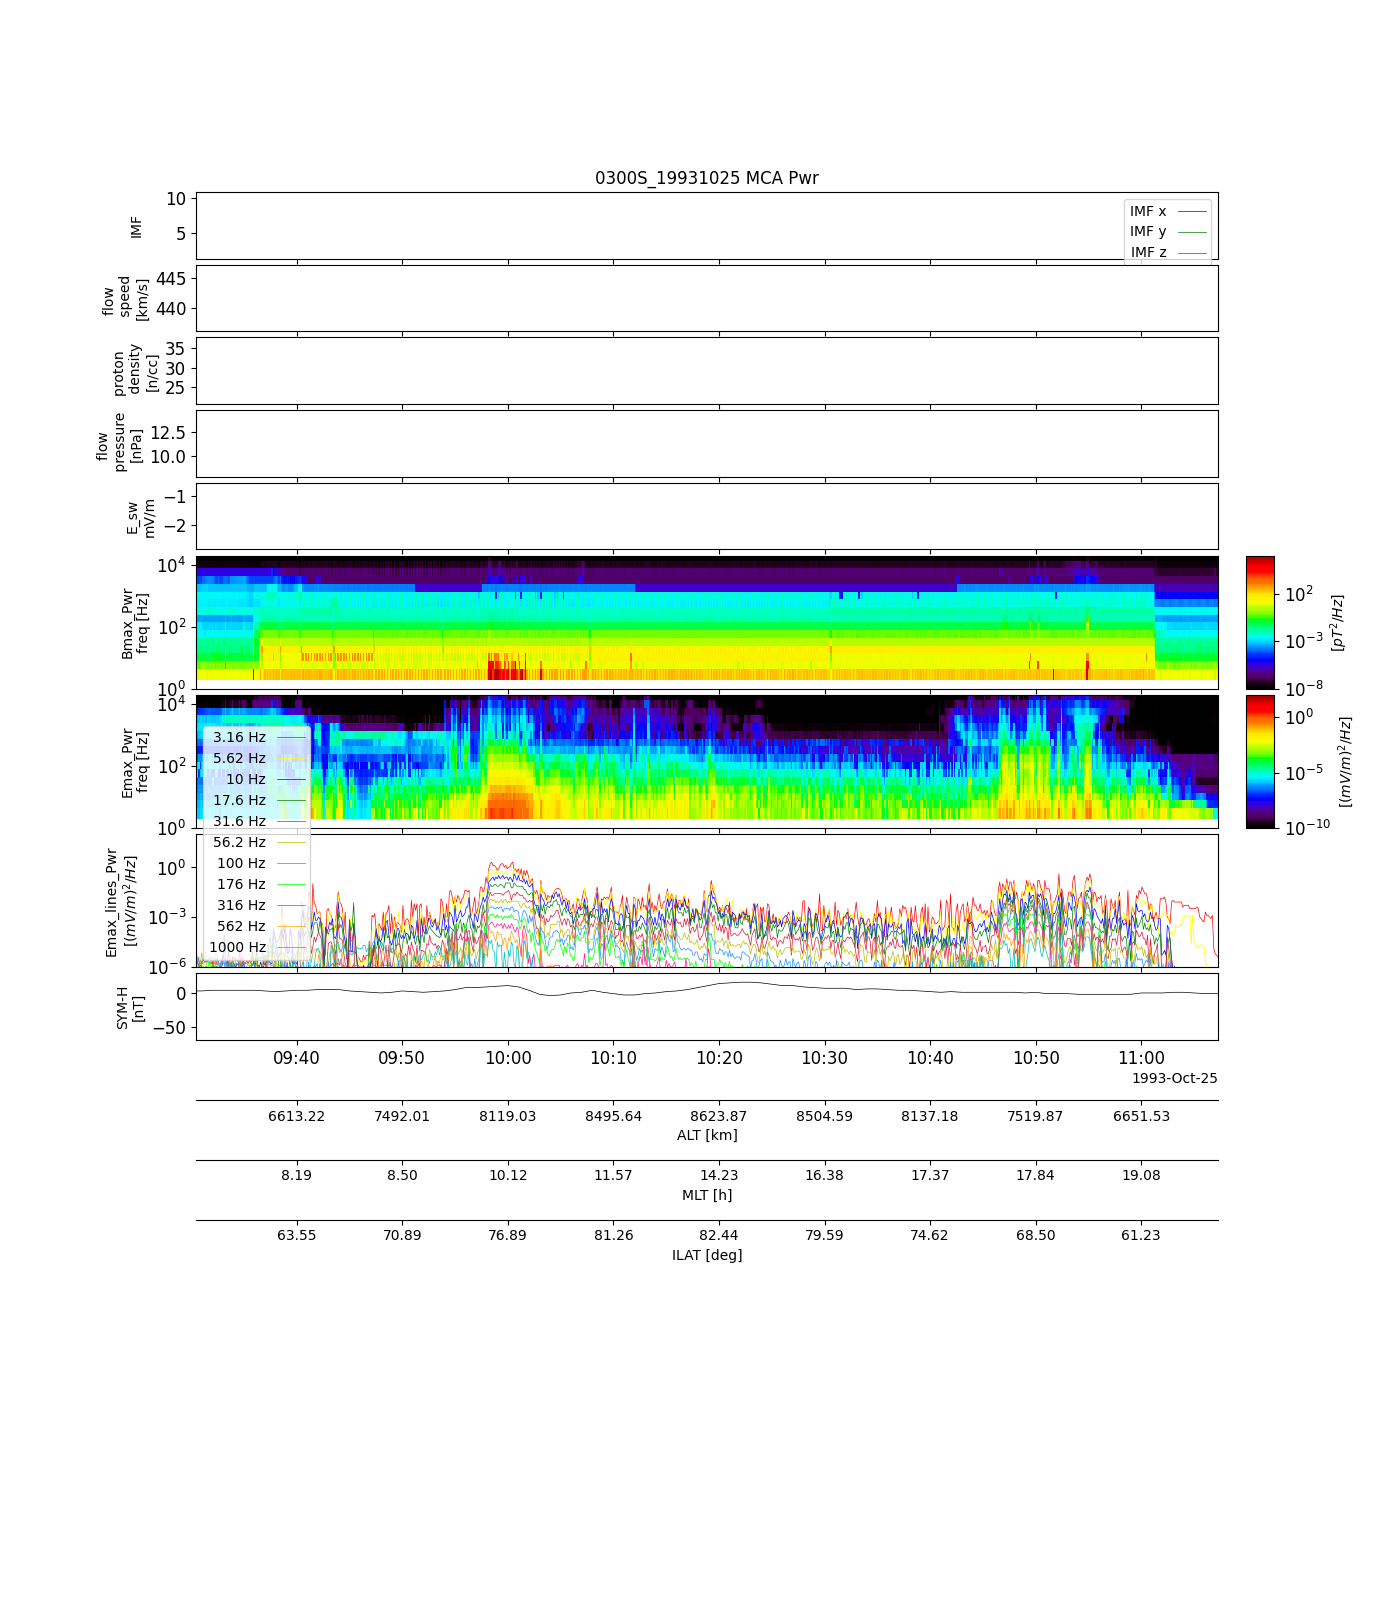 0300S_19931025 MCA Pwr
10
5
IMF
IMF x
IMF y
IMF z
445
440
flow
speed
[km/s]
35
30
25
proton
density
[n/cc]
12.5
10.0
flow
pressure
[nPa]
−1
−2
E_sw
mV/m
10^4
10^2
10^0
Bmax_Pwr
freq [Hz]
10^2
10^−3
10^−8
[pT^2/Hz]
10^4
10^2
10^0
Emax_Pwr
freq [Hz]
10^0
10^−5
10^−10
[(mV/m)^2/Hz]
3.16 Hz
5.62 Hz
10 Hz
17.6 Hz
31.6 Hz
56.2 Hz
100 Hz
176 Hz
316 Hz
562 Hz
1000 Hz
10^0
10^−3
10^−6
Emax_lines_Pwr
[(mV/m)^2/Hz]
0
−50
SYM-H
[nT]
09:40 09:50 10:00 10:10 10:20 10:30 10:40 10:50 11:00
1993-Oct-25
6613.22 7492.01 8119.03 8495.64 8623.87 8504.59 8137.18 7519.87 6651.53
ALT [km]
8.19 8.50 10.12 11.57 14.23 16.38 17.37 17.84 19.08
MLT [h]
63.55 70.89 76.89 81.26 82.44 79.59 74.62 68.50 61.23
ILAT [deg]